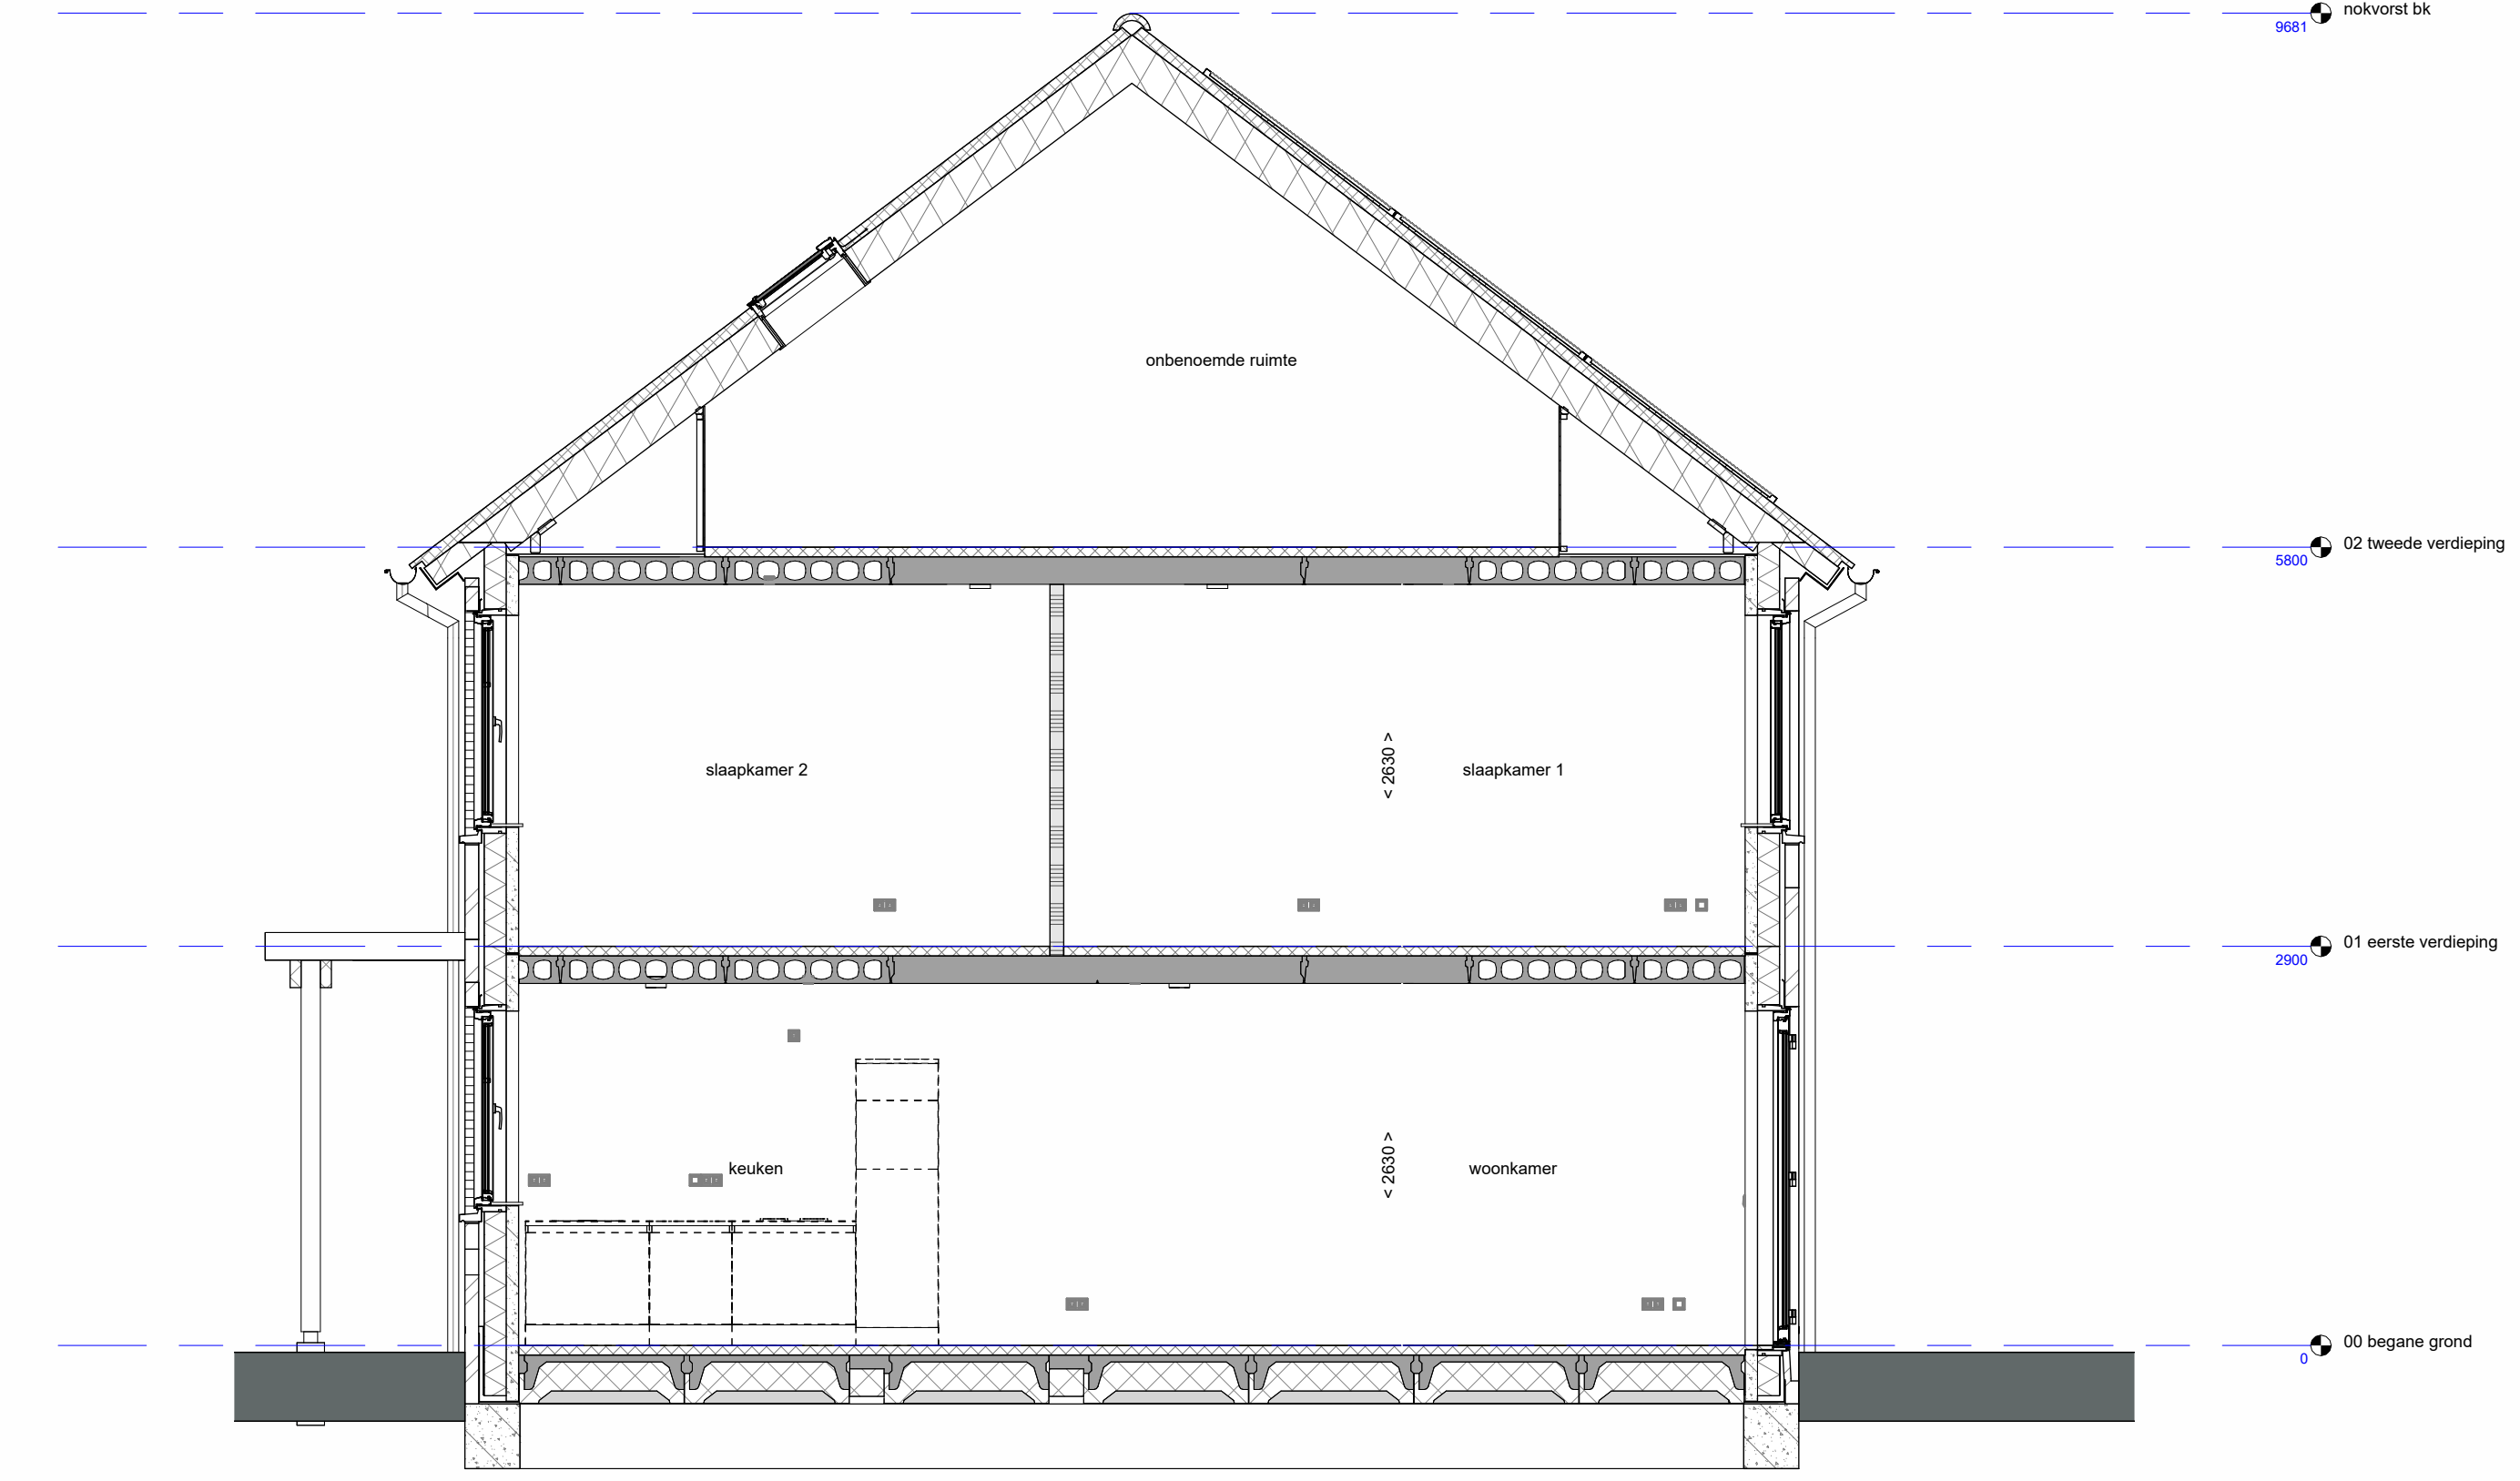 nokvorst bk
9681
onbenoemde ruimte
02 tweede verdieping
5800
slaapkamer 2
< 2630 >
slaapkamer 1
01 eerste verdieping
2900
keuken
< 2630 >
woonkamer
00 begane grond
0